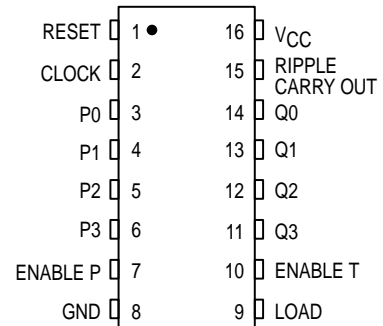 RESET 1 16 VCC
CLOCK 2 15 RIPPLE
CARRY OUT
P0 3 14 Q0
P1 4 13 Q1
P2 5 12 Q2
P3 6 11 Q3
ENABLE P 7 10 ENABLE T
GND 8 9 LOAD